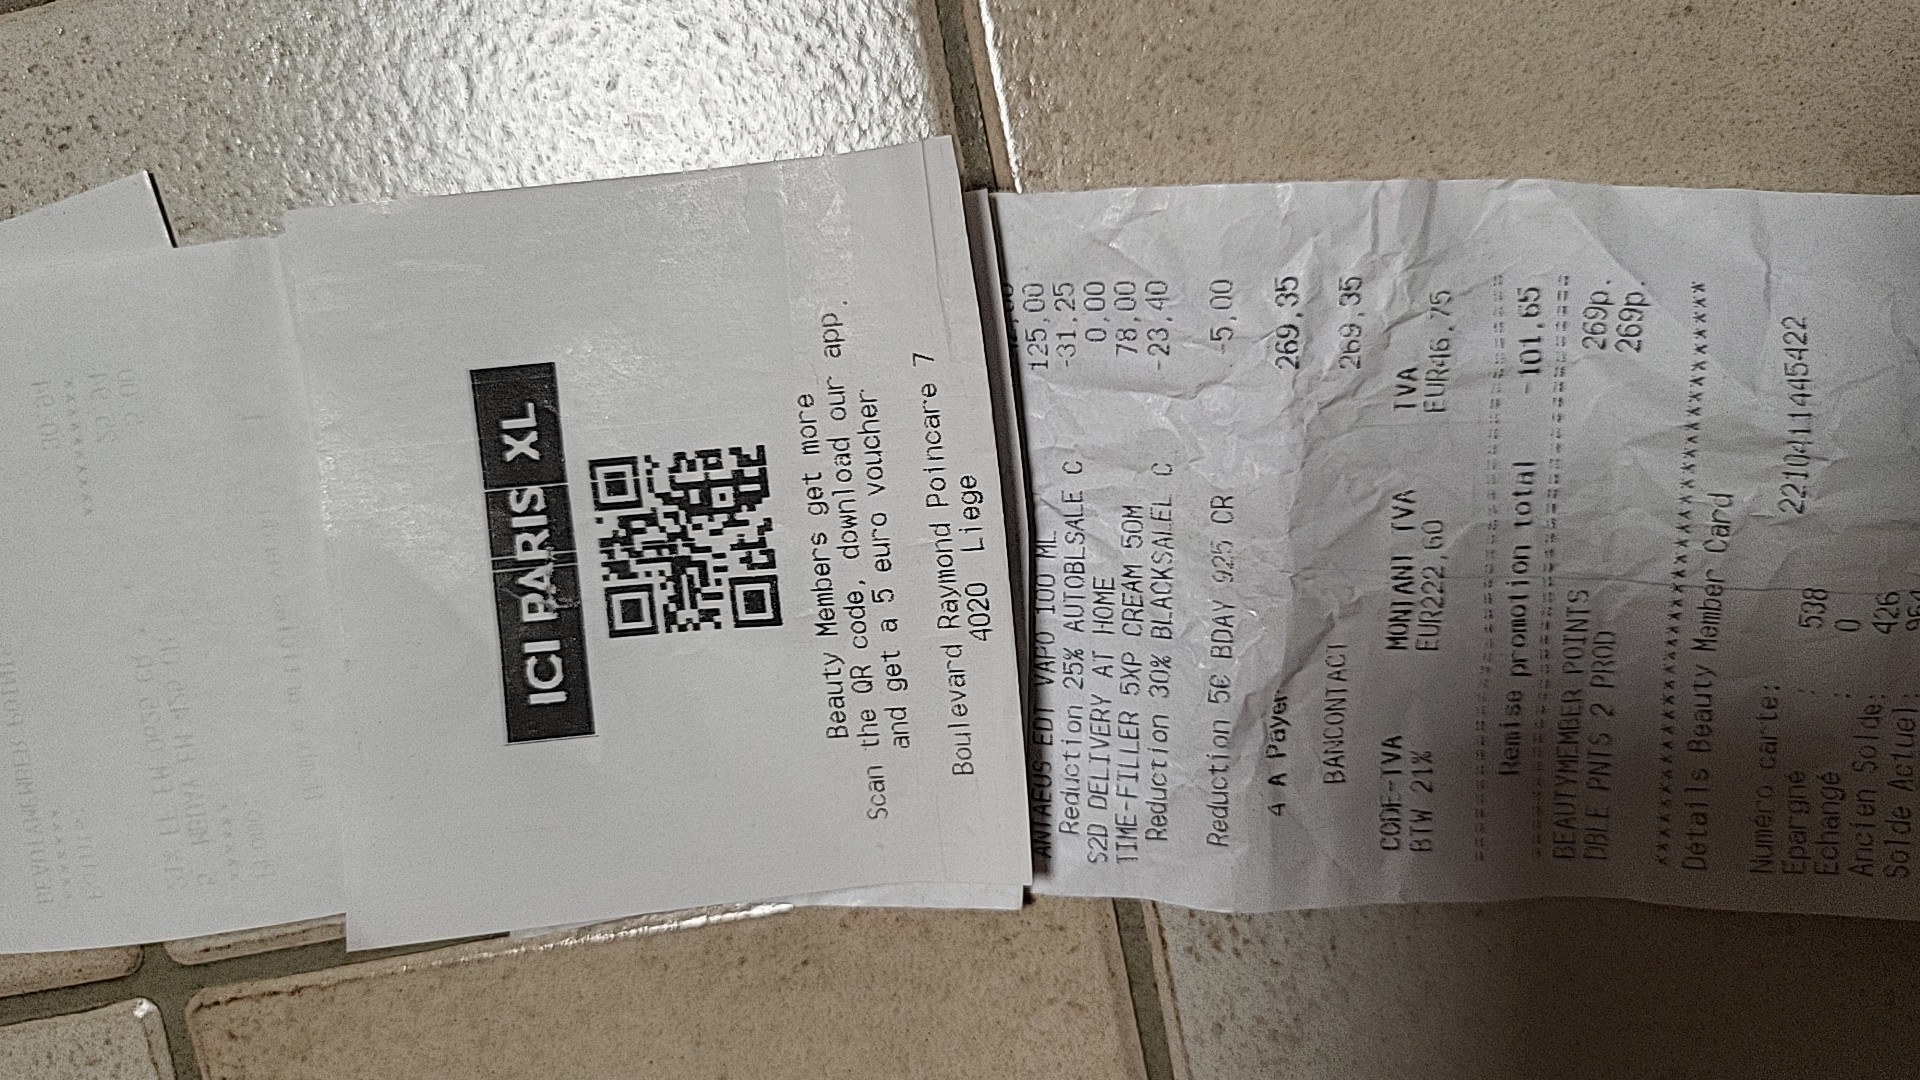 ICI PARIS XL
Beauty Members get more
Scan the QR code, download our app.
and get a 5 euro voucher
Boulevard Raymond Poincare 7
4020 Liege
ANTAEUS EDT VAPO 100 ML 125,00
Reduction 25% AUTOBLSALE C -31,25
S2D DELIVERY AT HOME 0,00
TIME-FILLER 5XP CREAM 50M 78,00
Reduction 30% BLACKSALEL C -23,40
Reduction 5€ BDAY 925 CR -5,00
4 A Payer 269,35
BANCONTACT 269,35
CODE-TVA MONTANT TVA TVA
BTW 21% EUR222,60 EUR46,75
Remise promotion total -101,65
BEAUTYMEMBER POINTS 269p.
DBLE PNTS 2 PROD 269p.
Détails Beauty Member Card
Numéro carte: 2210411445422
Epargné : 538
Echangé : 0
Ancien Solde: 426
Solde Actuel: